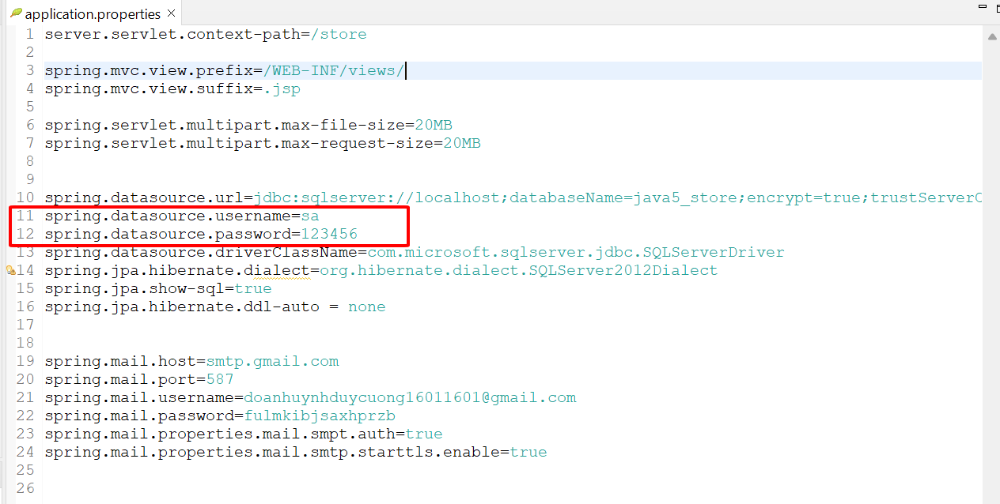 application.properties
1 server.servlet.context-path=/store
2
3 spring.mvc.view.prefix=/WEB-INF/views/
4 spring.mvc.view.suffix=.jsp
5
6 spring.servlet.multipart.max-file-size=20MB
7 spring.servlet.multipart.max-request-size=20MB
8
9
10 spring.datasource.url=jdbc:sqlserver://localhost;databaseName=java5_store;encrypt=true;trustServerC
11 spring.datasource.username=sa
12 spring.datasource.password=123456
13 spring.datasource.driverClassName=com.microsoft.sqlserver.jdbc.SQLServerDriver
14 spring.jpa.hibernate.dialect=org.hibernate.dialect.SQLServer2012Dialect
15 spring.jpa.show-sql=true
16 spring.jpa.hibernate.ddl-auto = none
17
18
19 spring.mail.host=smtp.gmail.com
20 spring.mail.port=587
21 spring.mail.username=doanhuynhduycuong16011601@gmail.com
22 spring.mail.password=fulmkibjsaxhprzb
23 spring.mail.properties.mail.smpt.auth=true
24 spring.mail.properties.mail.smtp.starttls.enable=true
25
26